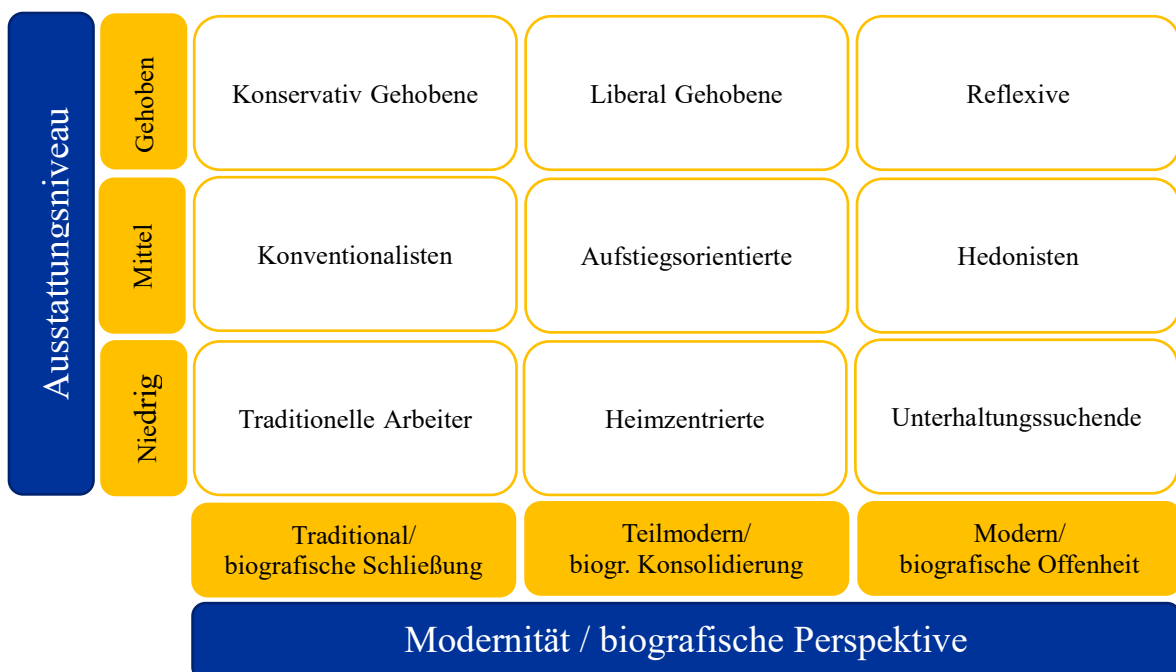 Ausstattungsniveau
Gehoben
Konservativ Gehobene
Liberal Gehobene
Reflexive
Mittel
Konventionalisten
Aufstiegsorientierte
Hedonisten
Niedrig
Traditionelle Arbeiter
Heimzentrierte
Unterhaltungssuchende
Traditional/
biografische Schließung
Teilmodern/
biogr. Konsolidierung
Modern/
biografische Offenheit
Modernität / biografische Perspektive